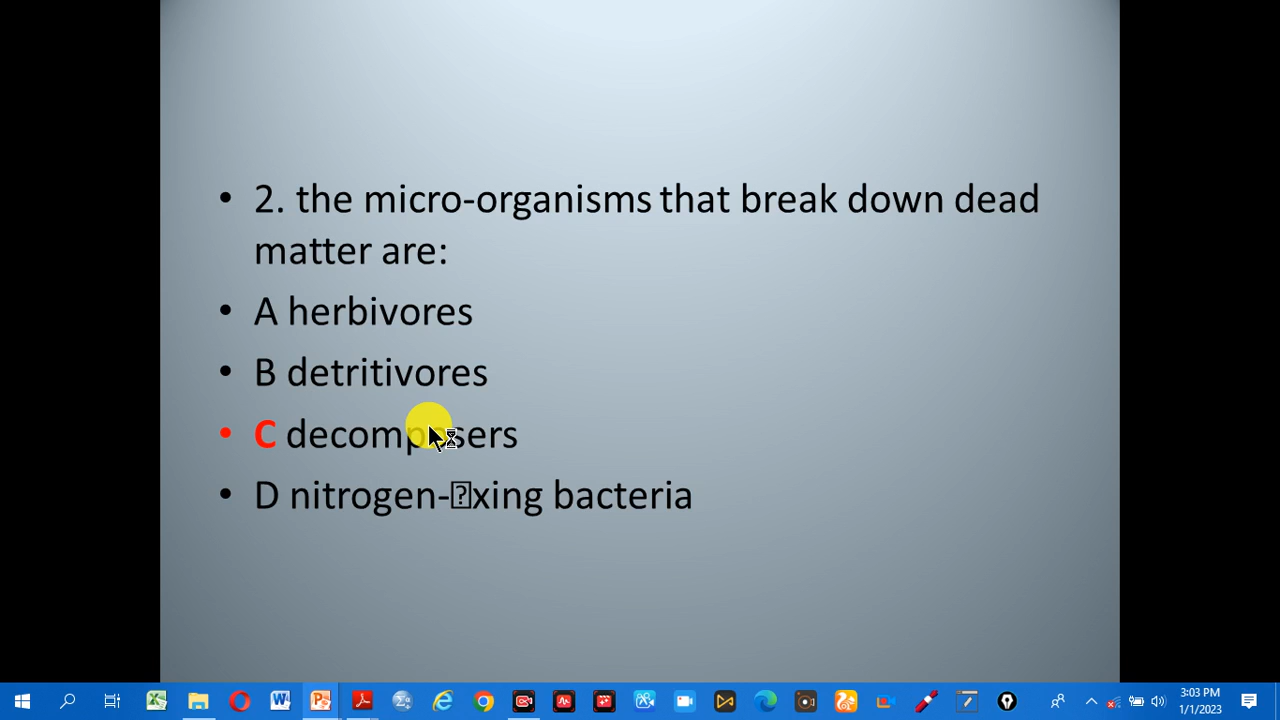 • 2. the micro-organisms that break down dead
matter are:
• A herbivores
• B detritivores
• C decomposers
• D nitrogen-�xing bacteria
3:03 PM
1/1/2023